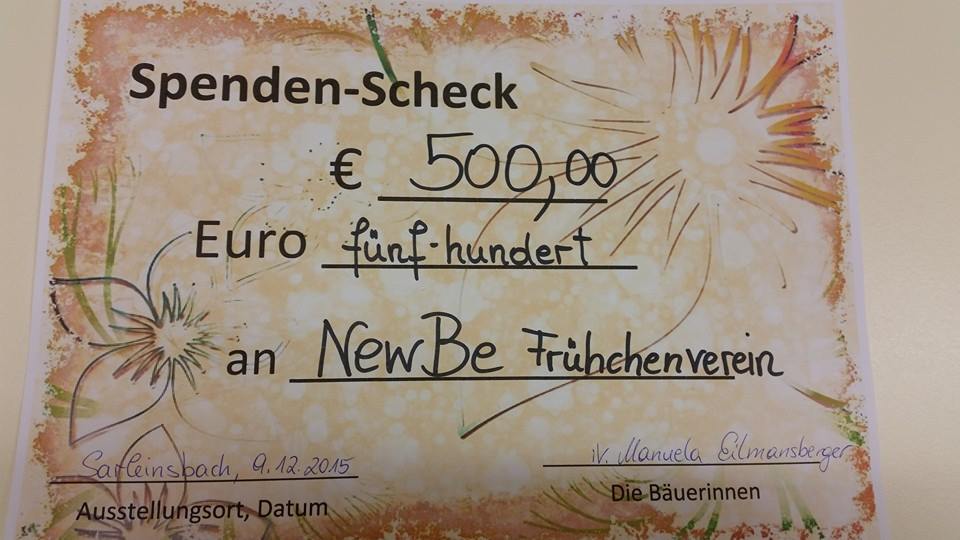 Spenden-Scheck
€ 500,00
Euro fünf-hundert
an NewBe Frühchenverein
Sarleinsbach, 9.12.2015
iV. Manuela Eilmansberger
Ausstellungsort, Datum
Die Bäuerinnen